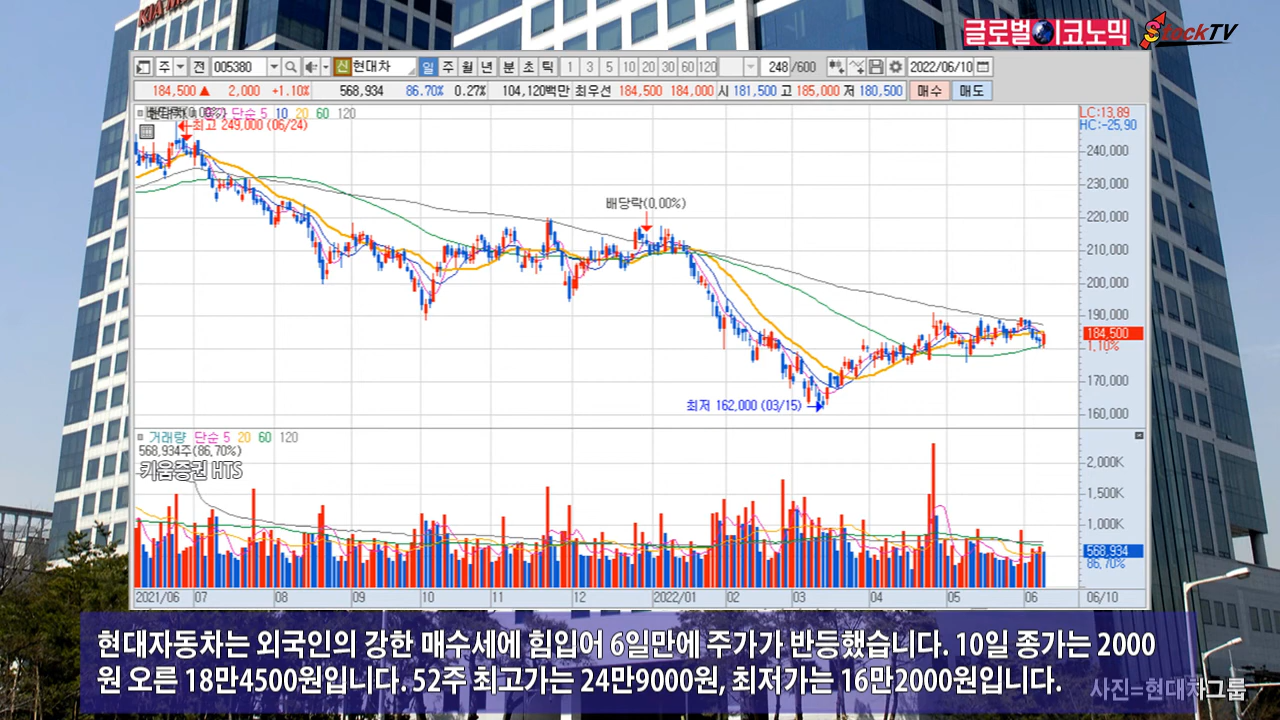 KIA MO
글로벌이코노믹 StockTV
주 전 005380 신 현대차 일 주 월 년 분 초 틱 1 3 5 10 20 30 60 120 248 /600 2022/06/10
184,500 ▲ 2,000 +1.10% 568,934 86.70% 0.27% 104,120백만 최우선 184,500 184,000 시 181,500 고 185,000 저 180,500 매수 매도
단순 5 10 20 60 120
LC:13.89
HC:-25.90
최고 249,000 (06/24)
240,000
230,000
배당락(0,00%)
220,000
210,000
200,000
190,000
184,500
1.10%
170,000
최저 162,000 (03/15)
160,000
거래량 단순 5 20 60 120
568,934주(86,70%)
키움증권 HTS
2,000K
1,500K
1,000K
568,934
86,70%
2021/06 07 08 09 10 11 12 2022/01 02 03 04 05 06 06/10
현대자동차는 외국인의 강한 매수세에 힘입어 6일만에 주가가 반등했습니다. 10일 종가는 2000
원 오른 18만4500원입니다. 52주 최고가는 24만9000원, 최저가는 16만2000원입니다.
사진=현대차그룹